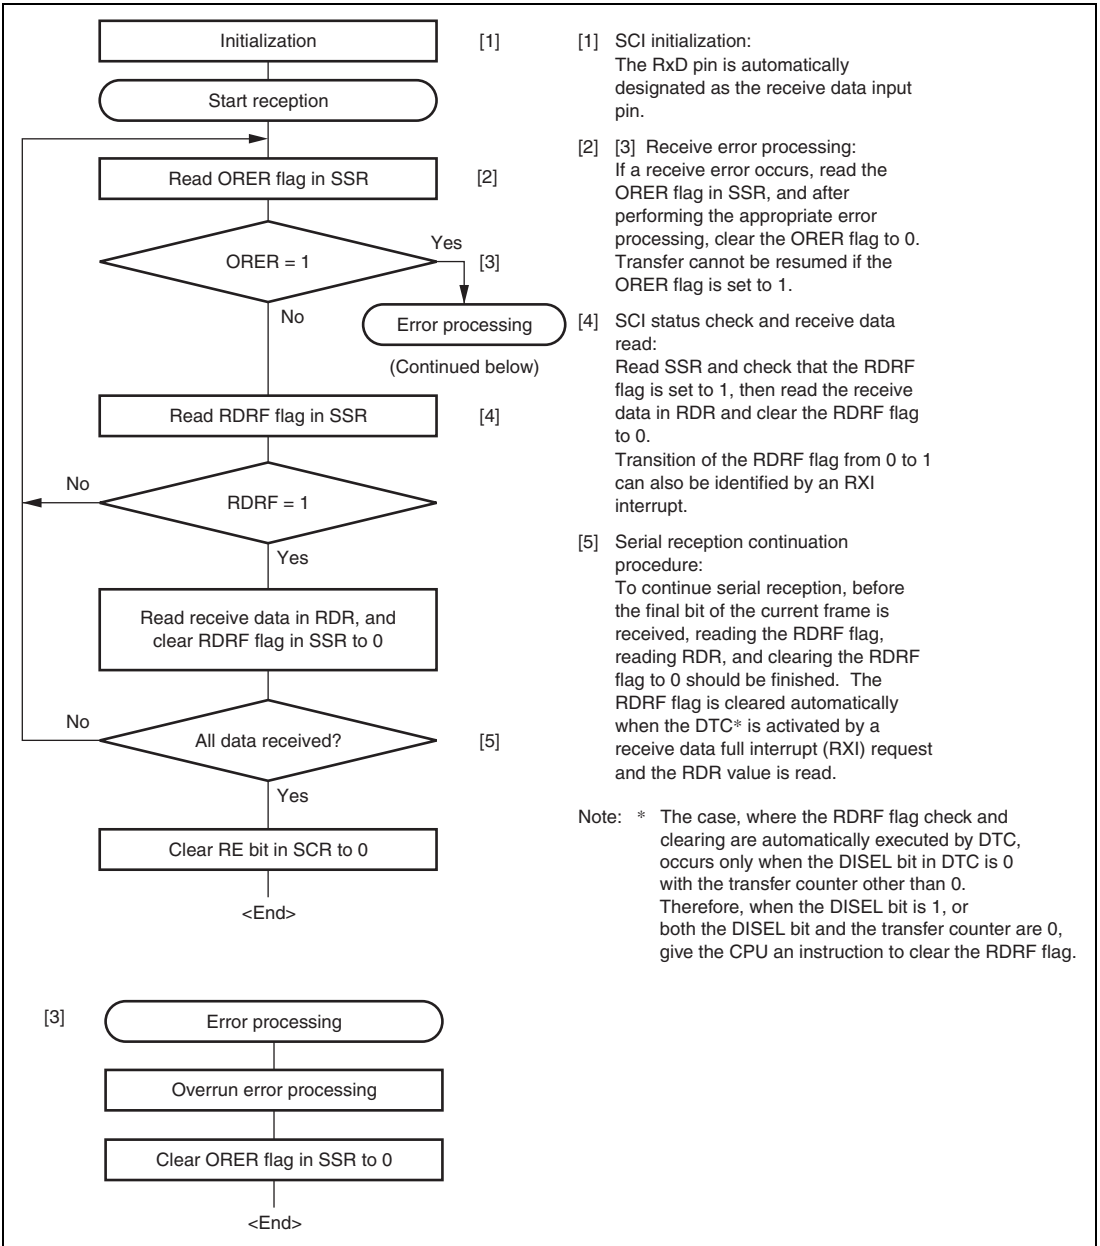 Initialization [1]
Start reception
Read ORER flag in SSR [2]
Yes
ORER = 1 [3]
No
Error processing
(Continued below)
Read RDRF flag in SSR [4]
No
RDRF = 1
Yes
Read receive data in RDR, and
clear RDRF flag in SSR to 0
No
All data received? [5]
Yes
Clear RE bit in SCR to 0
<End>
[1] SCI initialization:
The RxD pin is automatically
designated as the receive data input
pin.
[2] [3] Receive error processing:
If a receive error occurs, read the
ORER flag in SSR, and after
performing the appropriate error
processing, clear the ORER flag to 0.
Transfer cannot be resumed if the
ORER flag is set to 1.
[4] SCI status check and receive data
read:
Read SSR and check that the RDRF
flag is set to 1, then read the receive
data in RDR and clear the RDRF flag
to 0.
Transition of the RDRF flag from 0 to 1
can also be identified by an RXI
interrupt.
[5] Serial reception continuation
procedure:
To continue serial reception, before
the final bit of the current frame is
received, reading the RDRF flag,
reading RDR, and clearing the RDRF
flag to 0 should be finished. The
RDRF flag is cleared automatically
when the DTC* is activated by a
receive data full interrupt (RXI) request
and the RDR value is read.
Note: * The case, where the RDRF flag check and
clearing are automatically executed by DTC,
occurs only when the DISEL bit in DTC is 0
with the transfer counter other than 0.
Therefore, when the DISEL bit is 1, or
both the DISEL bit and the transfer counter are 0,
give the CPU an instruction to clear the RDRF flag.
[3] Error processing
Overrun error processing
Clear ORER flag in SSR to 0
<End>